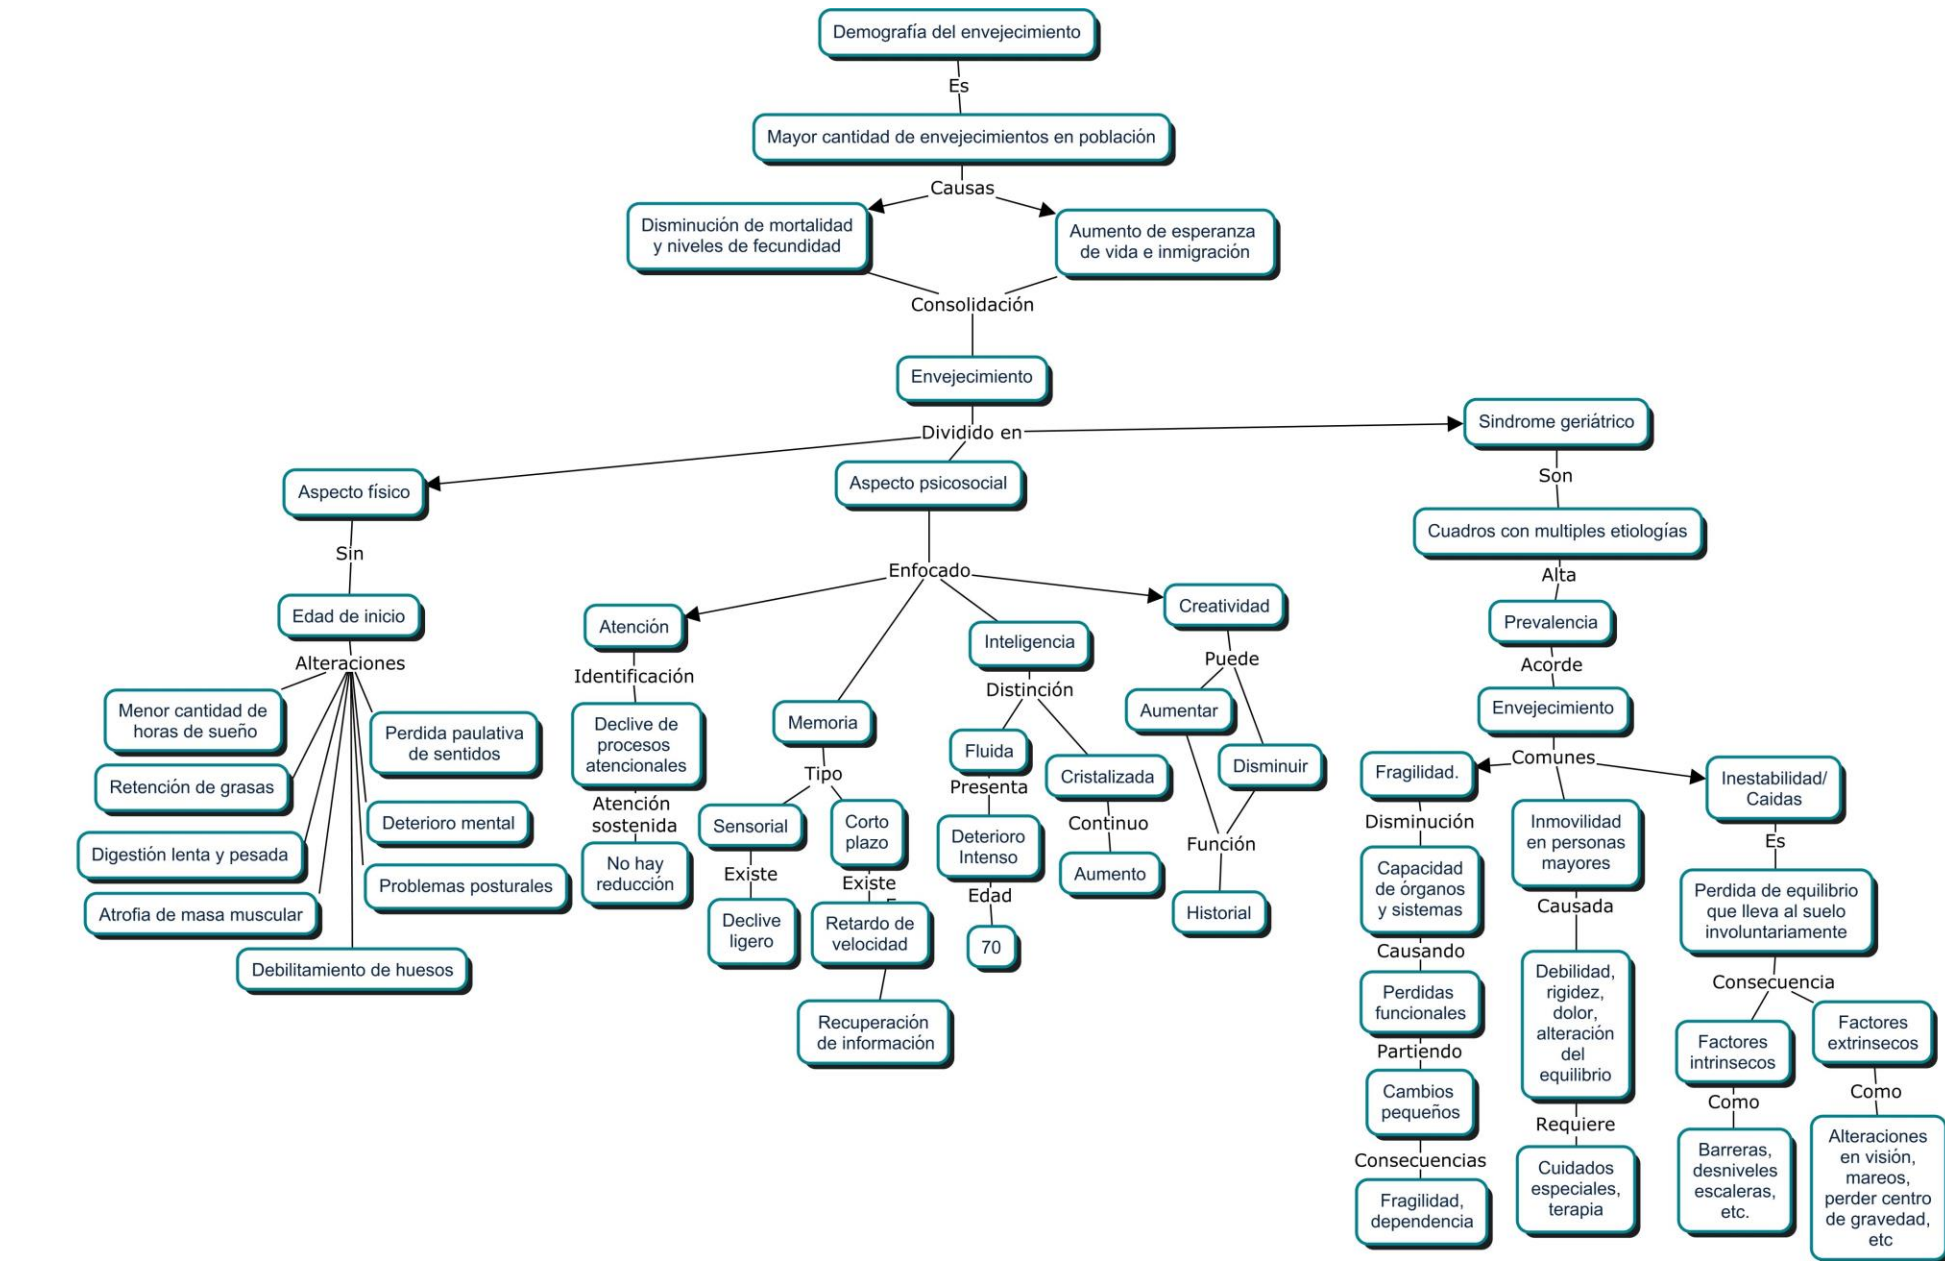 Demografía del envejecimiento
Es
Mayor cantidad de envejecimientos en población
Causas
Disminución de mortalidad
y niveles de fecundidad
Aumento de esperanza
de vida e inmigración
Consolidación
Envejecimiento
Dividido en
Aspecto físico
Sin
Edad de inicio
Alteraciones
Menor cantidad de
horas de sueño
Retención de grasas
Digestión lenta y pesada
Atrofia de masa muscular
Debilitamiento de huesos
Perdida paulativa
de sentidos
Deterioro mental
Problemas posturales
Aspecto psicosocial
Enfocado
Atención
Identificación
Declive de
procesos
atencionales
Atención
sostenida
No hay
reducción
Memoria
Tipo
Sensorial
Existe
Declive
ligero
Corto
plazo
Existe
Retardo de
velocidad
Recuperación
de información
Inteligencia
Distinción
Fluida
Presenta
Deterioro
Intenso
Edad
70
Cristalizada
Continuo
Aumento
Creatividad
Puede
Aumentar
Disminuir
Función
Historial
Sindrome geriátrico
Son
Cuadros con multiples etiologías
Alta
Prevalencia
Acorde
Envejecimiento
Comunes
Fragilidad.
Disminución
Capacidad
de órganos
y sistemas
Causando
Perdidas
funcionales
Partiendo
Cambios
pequeños
Consecuencias
Fragilidad,
dependencia
Inmovilidad
en personas
mayores
Causada
Debilidad,
rigidez,
dolor,
alteración
del
equilibrio
Requiere
Cuidados
especiales,
terapia
Inestabilidad/
Caidas
Es
Perdida de equilibrio
que lleva al suelo
involuntariamente
Consecuencia
Factores
intrinsecos
Como
Barreras,
desniveles
escaleras,
etc.
Factores
extrinsecos
Como
Alteraciones
en visión,
mareos,
perder centro
de gravedad,
etc